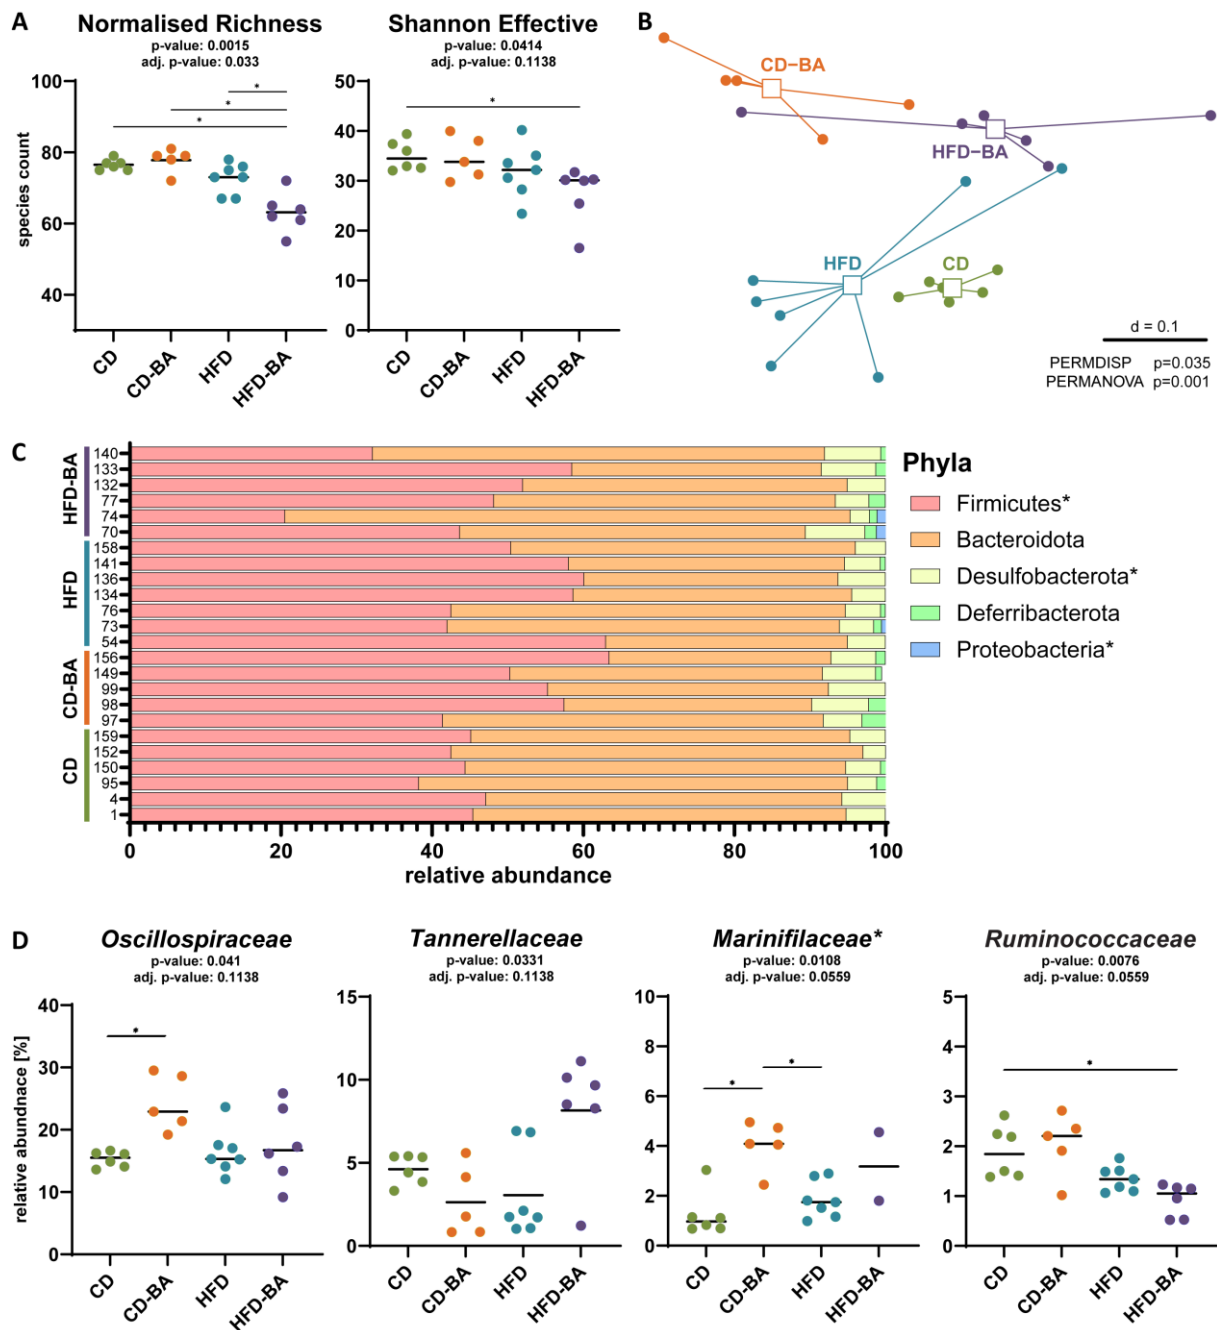 A
Normalised Richness
p-value: 0.0015
adj. p-value: 0.033
100
80
60
40
species count
*
*
*
CD
CD-BA
HFD
HFD-BA
Shannon Effective
p-value: 0.0414
adj. p-value: 0.1138
50
40
30
20
10
0
*
CD
CD-BA
HFD
HFD-BA
B
CD-BA
HFD-BA
HFD
CD
d = 0.1
PERMDISP p=0.035
PERMANOVA p=0.001
C
HFD-BA
HFD
CD-BA
CD
140
133
132
77
74
70
158
141
136
134
76
73
54
156
149
99
98
97
159
152
150
95
4
1
0 20 40 60 80 100
relative abundance
Phyla
Firmicutes*
Bacteroidota
Desulfobacterota*
Deferribacterota
Proteobacteria*
D
Oscillospiraceae
p-value: 0.041
adj. p-value: 0.1138
relative abundnace [%]
40
30
20
10
0
*
CD
CD-BA
HFD
HFD-BA
Tannerellaceae
p-value: 0.0331
adj. p-value: 0.1138
15
10
5
0
CD
CD-BA
HFD
HFD-BA
Marinifilaceae*
p-value: 0.0108
adj. p-value: 0.0559
10
8
6
4
2
0
*
*
CD
CD-BA
HFD
HFD-BA
Ruminococcaceae
p-value: 0.0076
adj. p-value: 0.0559
5
4
3
2
1
0
*
CD
CD-BA
HFD
HFD-BA